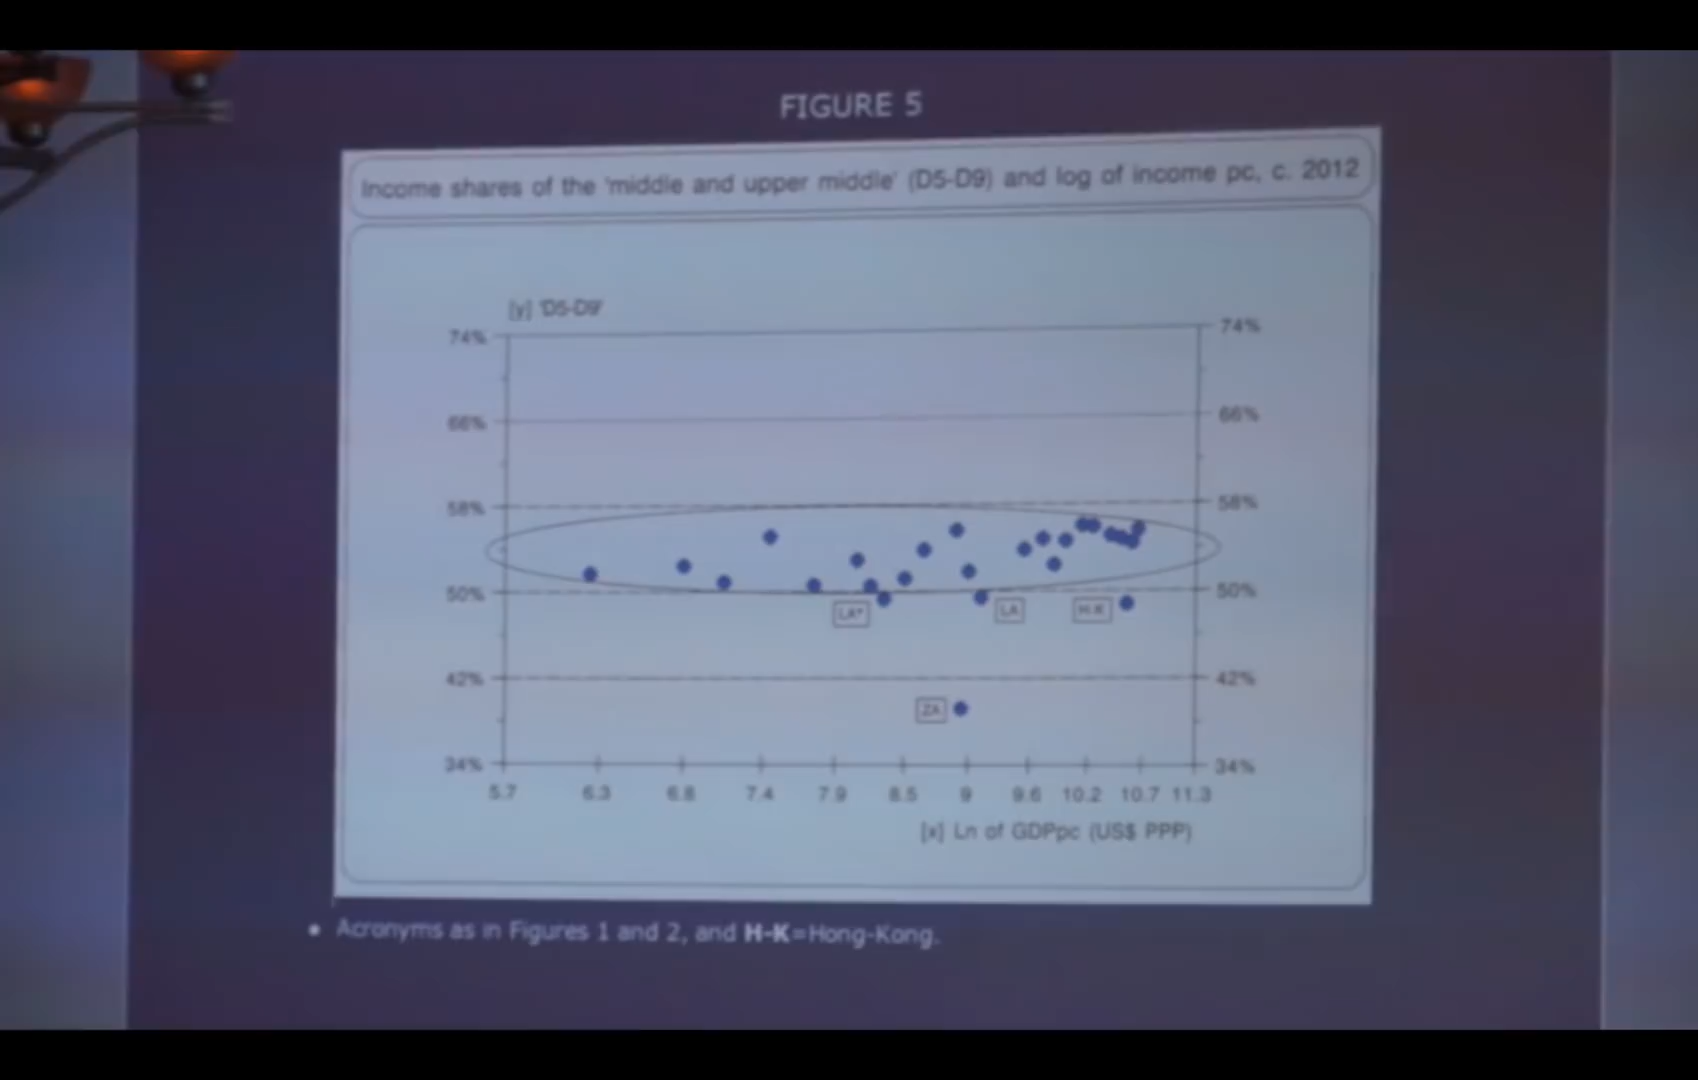 FIGURE 5
Income shares of the 'middle and upper middle' (D5-D9) and log of income pc, c. 2012
[y] 'D5-D9'
74% 74%
66% 66%
58% 58%
50% 50%
LA* LA H-K
42% 42%
ZA
34% 34%
5.7 6.3 6.8 7.4 7.9 8.5 9 9.6 10.2 10.7 11.3
[x] Ln of GDPpc (US$ PPP)
• Acronyms as in Figures 1 and 2, and H-K=Hong-Kong.